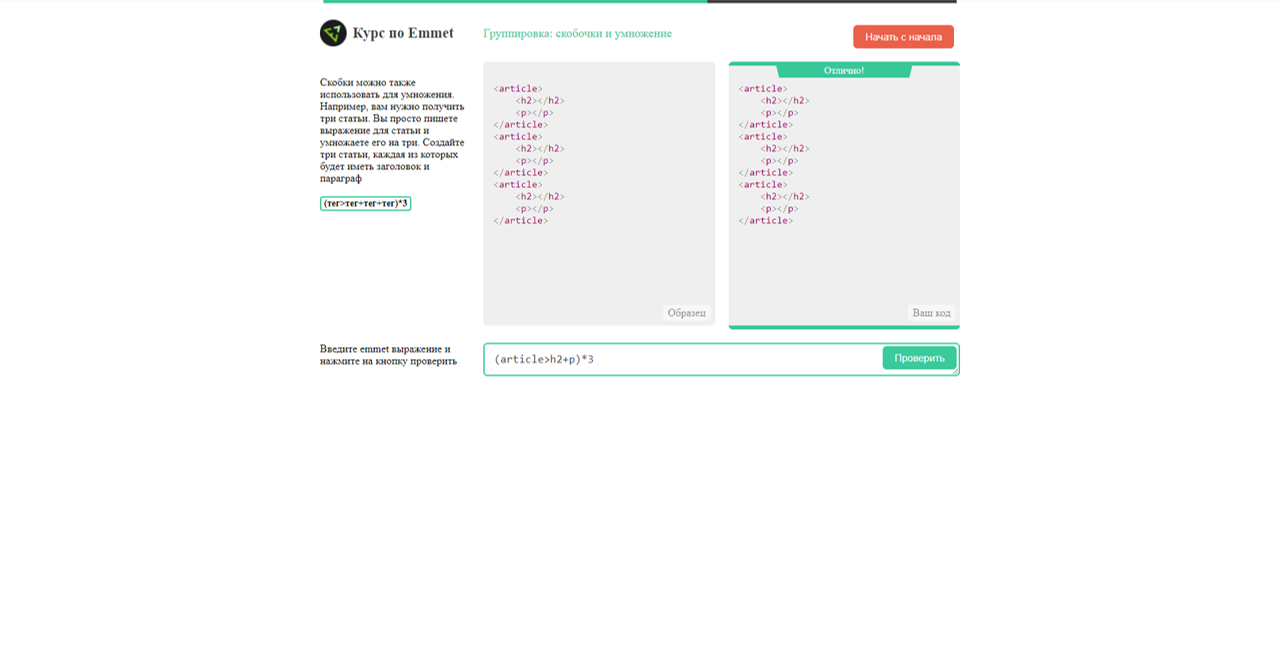 Курс по Emmet
Группировка: скобочки и умножение
Начать с начала
Скобки можно также
использовать для умножения.
Например, вам нужно получить
три статьи. Вы просто пишете
выражение для статьи и
умножаете его на три. Создайте
три статьи, каждая из которых
будет иметь заголовок и
параграф
(тег>тег+тег+тег)*3
<article>
    <h2></h2>
    <p></p>
</article>
<article>
    <h2></h2>
    <p></p>
</article>
<article>
    <h2></h2>
    <p></p>
</article>
Образец
Отлично!
<article>
    <h2></h2>
    <p></p>
</article>
<article>
    <h2></h2>
    <p></p>
</article>
<article>
    <h2></h2>
    <p></p>
</article>
Ваш код
Введите emmet выражение и
нажмите на кнопку проверить
(article>h2+p)*3
Проверить